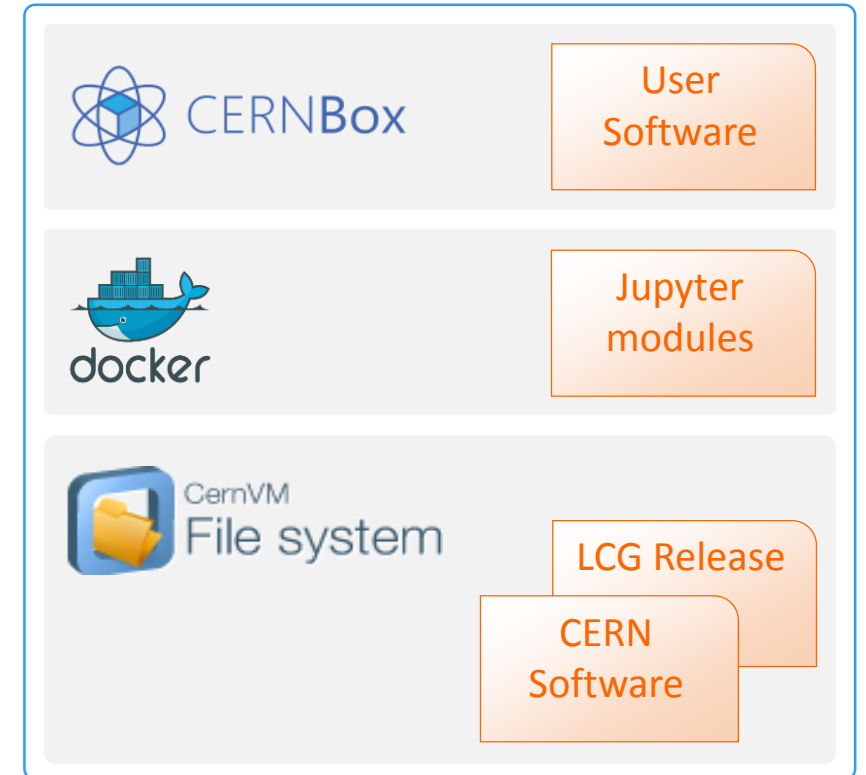 CERNBox
User
Software
docker
Jupyter
modules
CernVM
File system
LCG Release
CERN
Software